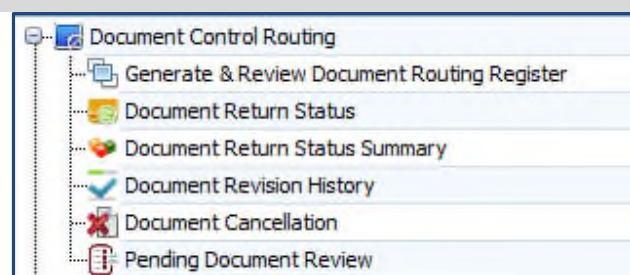 Document Control Routing
Generate & Review Document Routing Register
Document Return Status
Document Return Status Summary
Document Revision History
Document Cancellation
Pending Document Review